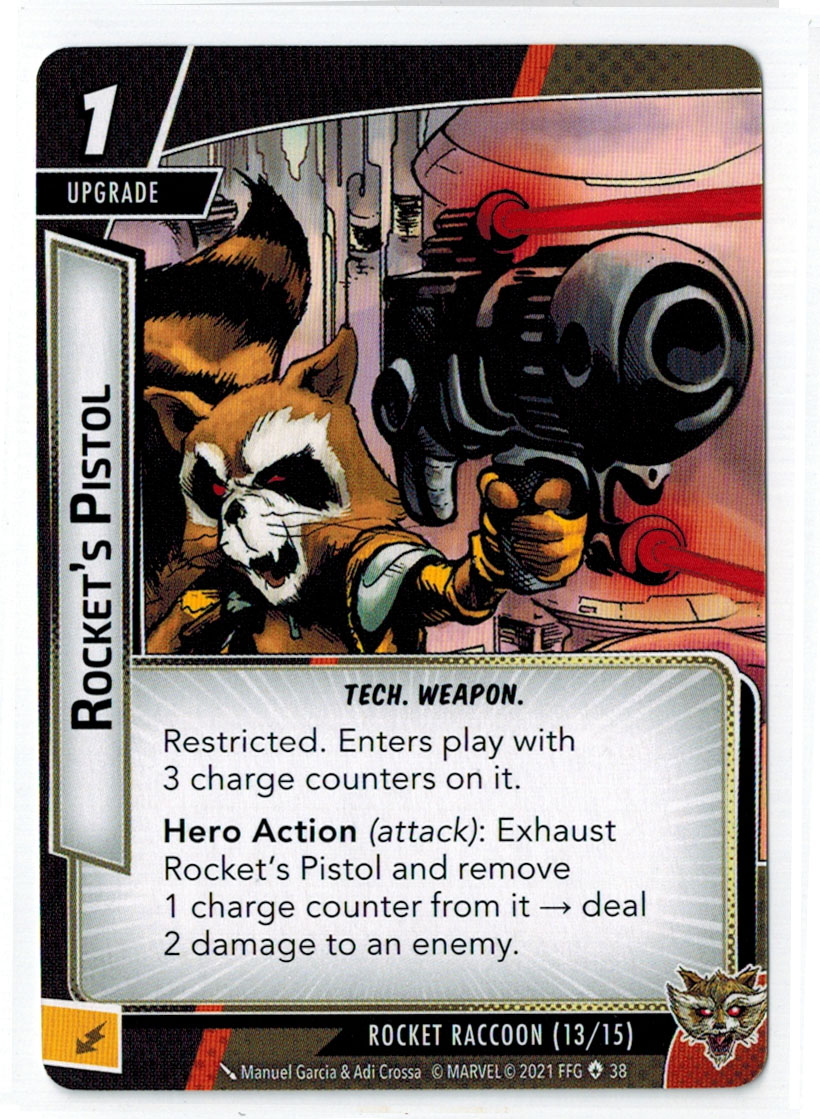 1
UPGRADE
ROCKET'S PISTOL
TECH. WEAPON.
Restricted. Enters play with
3 charge counters on it.
Hero Action (attack): Exhaust
Rocket's Pistol and remove
1 charge counter from it → deal
2 damage to an enemy.
ROCKET RACCOON (13/15)
Manuel Garcia & Adi Crossa © MARVEL © 2021 FFG 38